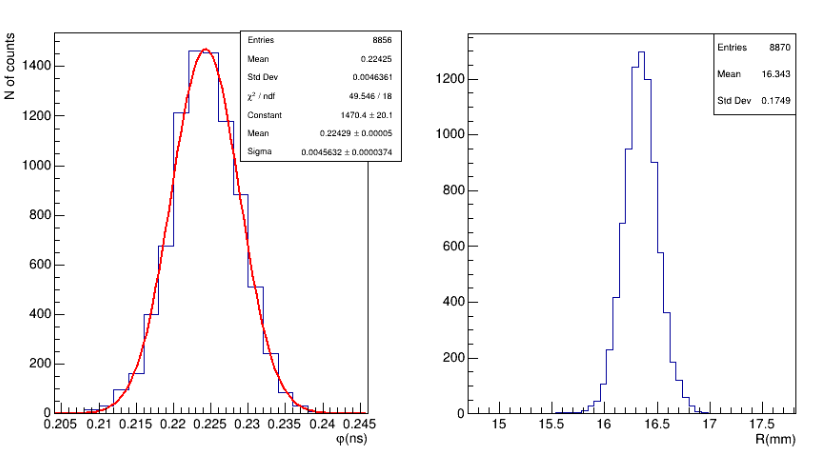 N of counts
1400
1200
1000
800
600
400
200
0
0.205 0.21 0.215 0.22 0.225 0.23 0.235 0.24 0.245
φ(ns)
Entries 8856
Mean 0.22425
Std Dev 0.0046361
χ² / ndf 49.546 / 18
Constant 1470.4 ± 20.1
Mean 0.22429 ± 0.00005
Sigma 0.0045632 ± 0.0000374
1200
1000
800
600
400
200
0
15 15.5 16 16.5 17 17.5
R(mm)
Entries 8870
Mean 16.343
Std Dev 0.1749